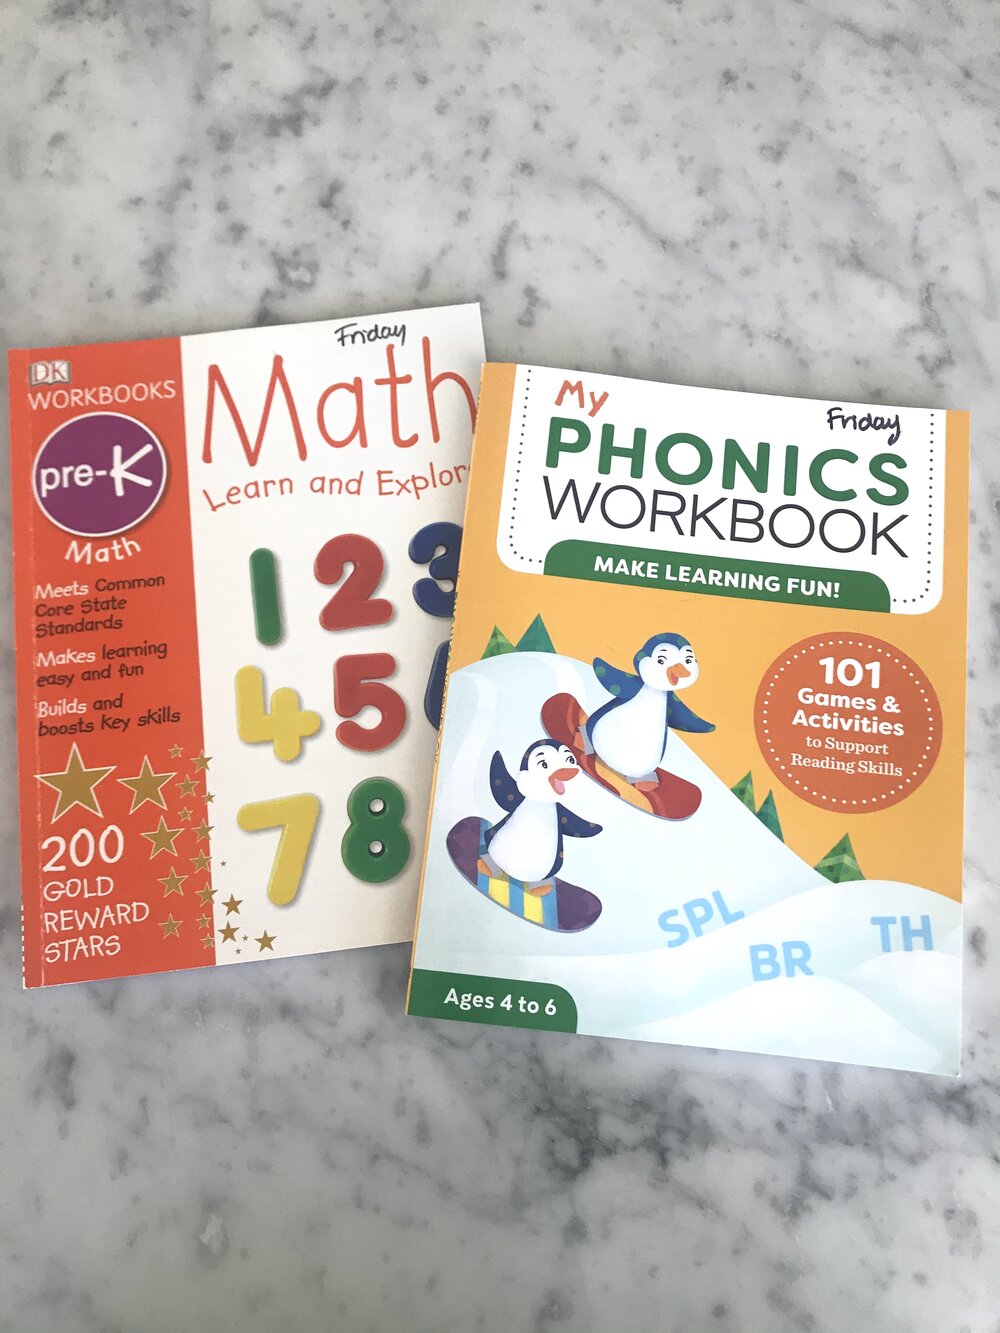 Friday
DK
WORKBOOKS
pre-K
Math
Meets Common
Core State
Standards
Makes learning
easy and fun
Builds and
boosts key skills
200
GOLD
REWARD
STARS
Math
Learn and Explor
1 2 3
4 5
7 8
My
Friday
PHONICS
WORKBOOK
MAKE LEARNING FUN!
101
Games &
Activities
to Support
Reading Skills
SPL
BR
TH
Ages 4 to 6